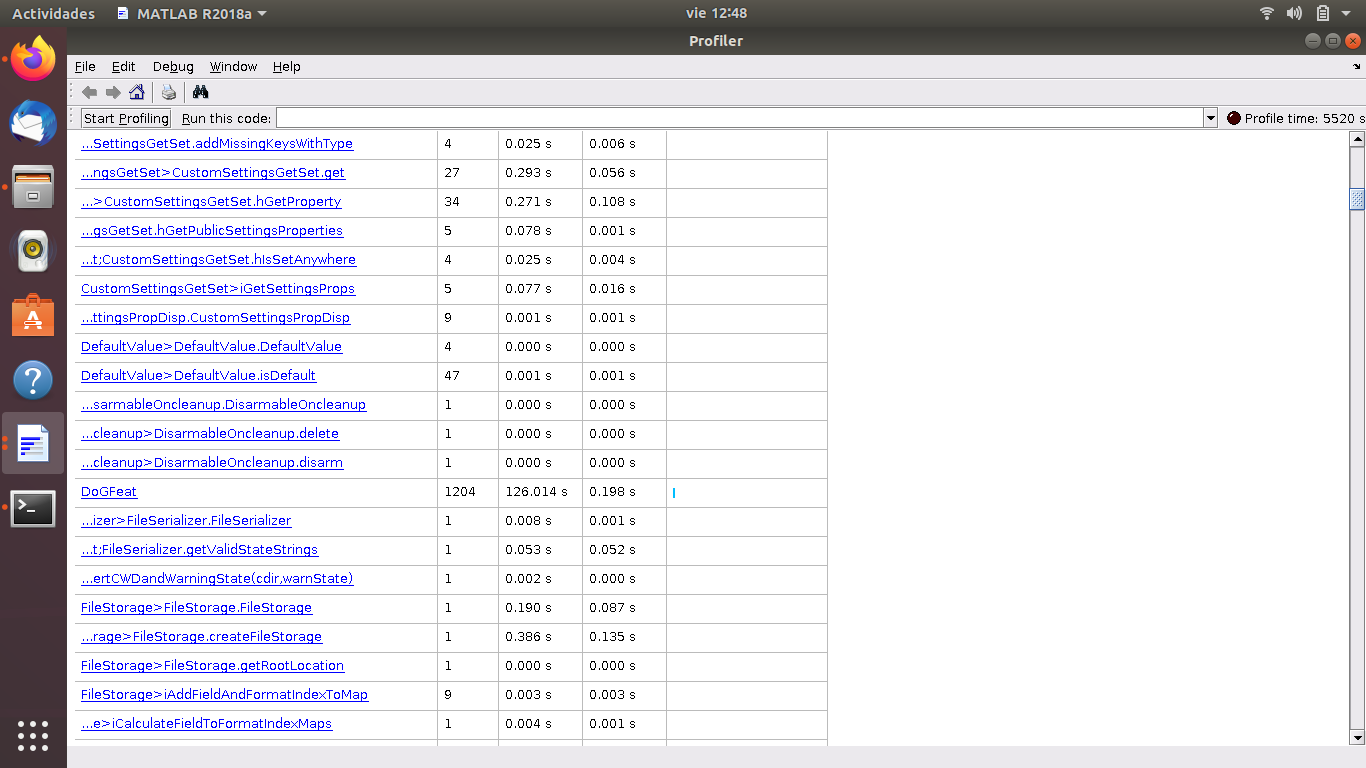 Actividades MATLAB R2018a vie 12:48
Profiler
File Edit Debug Window Help
Start Profiling Run this code: Profile time: 5520 s
...SettingsGetSet.addMissingKeysWithType 4 0.025 s 0.006 s
...ngsGetSet>CustomSettingsGetSet.get 27 0.293 s 0.056 s
...>CustomSettingsGetSet.hGetProperty 34 0.271 s 0.108 s
...gsGetSet.hGetPublicSettingsProperties 5 0.078 s 0.001 s
...t;CustomSettingsGetSet.hIsSetAnywhere 4 0.025 s 0.004 s
CustomSettingsGetSet>iGetSettingsProps 5 0.077 s 0.016 s
...ttingsPropDisp.CustomSettingsPropDisp 9 0.001 s 0.001 s
DefaultValue>DefaultValue.DefaultValue 4 0.000 s 0.000 s
DefaultValue>DefaultValue.isDefault 47 0.001 s 0.001 s
...sarmableOncleanup.DisarmableOncleanup 1 0.000 s 0.000 s
...cleanup>DisarmableOncleanup.delete 1 0.000 s 0.000 s
...cleanup>DisarmableOncleanup.disarm 1 0.000 s 0.000 s
DoGFeat 1204 126.014 s 0.198 s
...izer>FileSerializer.FileSerializer 1 0.008 s 0.001 s
...t;FileSerializer.getValidStateStrings 1 0.053 s 0.052 s
...ertCWDandWarningState(cdir,warnState) 1 0.002 s 0.000 s
FileStorage>FileStorage.FileStorage 1 0.190 s 0.087 s
...rage>FileStorage.createFileStorage 1 0.386 s 0.135 s
FileStorage>FileStorage.getRootLocation 1 0.000 s 0.000 s
FileStorage>iAddFieldAndFormatIndexToMap 9 0.003 s 0.003 s
...e>iCalculateFieldToFormatIndexMaps 1 0.004 s 0.001 s